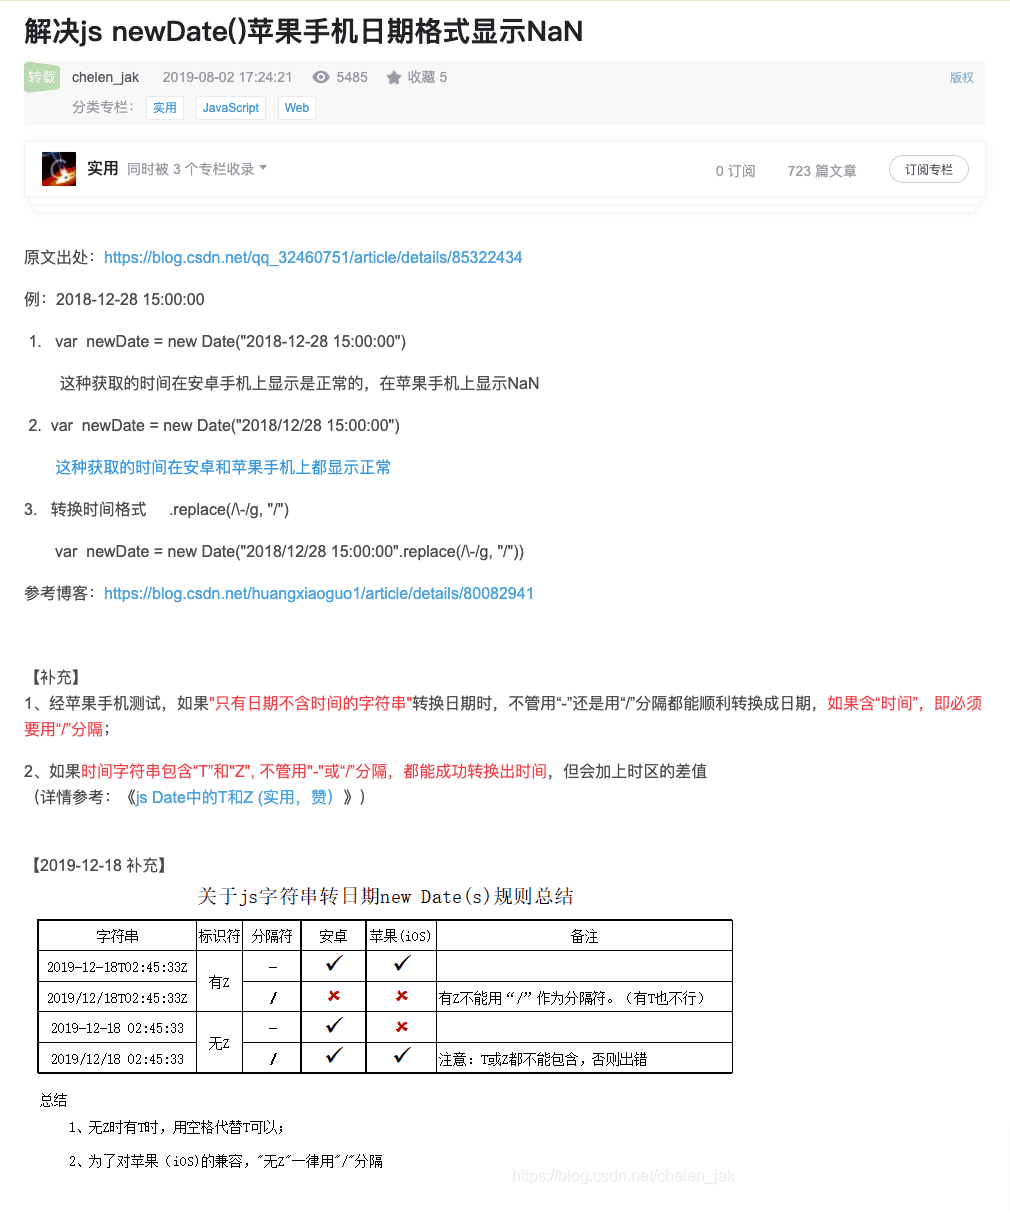 解决js newDate()苹果手机日期格式显示NaN
转载 chelen_jak 2019-08-02 17:24:21 5485 收藏 5 版权
分类专栏： 实用 JavaScript Web
实用 同时被 3 个专栏收录 0 订阅 723 篇文章 订阅专栏
原文出处：https://blog.csdn.net/qq_32460751/article/details/85322434
例：2018-12-28 15:00:00
1. var newDate = new Date("2018-12-28 15:00:00")
这种获取的时间在安卓手机上显示是正常的，在苹果手机上显示NaN
2. var newDate = new Date("2018/12/28 15:00:00")
这种获取的时间在安卓和苹果手机上都显示正常
3. 转换时间格式 .replace(/\-/g, "/")
var newDate = new Date("2018/12/28 15:00:00".replace(/\-/g, "/"))
参考博客：https://blog.csdn.net/huangxiaoguo1/article/details/80082941
【补充】
1、经苹果手机测试，如果"只有日期不含时间的字符串"转换日期时，不管用“-”还是用“/”分隔都能顺利转换成日期，如果含“时间”，即必须
要用“/”分隔；
2、如果时间字符串包含“T”和"Z", 不管用"-"或“/”分隔，都能成功转换出时间，但会加上时区的差值
（详情参考：《js Date中的T和Z (实用，赞）》）
【2019-12-18 补充】
关于js字符串转日期new Date(s)规则总结
字符串 标识符 分隔符 安卓 苹果(iOS) 备注
2019-12-18T02:45:33Z 有Z - ✓ ✓
2019/12/18T02:45:33Z / ✗ ✗ 有Z不能用“/”作为分隔符。（有T也不行）
2019-12-18 02:45:33 无Z - ✓ ✗
2019/12/18 02:45:33 / ✓ ✓ 注意：T或Z都不能包含，否则出错
总结
1、无Z时有T时，用空格代替T可以；
2、为了对苹果（iOS)的兼容，"无Z"一律用"/"分隔
https://blog.csdn.net/chelen_jak